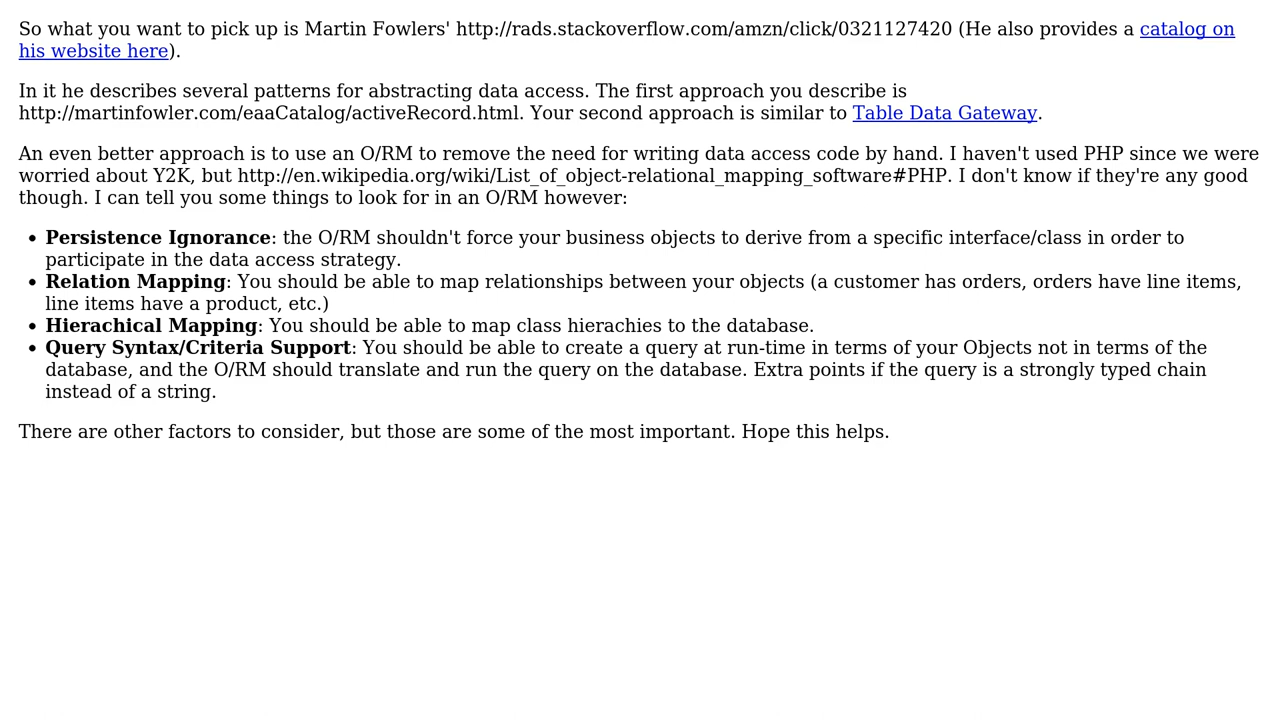 So what you want to pick up is Martin Fowlers' http://rads.stackoverflow.com/amzn/click/0321127420 (He also provides a catalog on
his website here).
In it he describes several patterns for abstracting data access. The first approach you describe is
http://martinfowler.com/eaaCatalog/activeRecord.html. Your second approach is similar to Table Data Gateway.
An even better approach is to use an O/RM to remove the need for writing data access code by hand. I haven't used PHP since we were
worried about Y2K, but http://en.wikipedia.org/wiki/List_of_object-relational_mapping_software#PHP. I don't know if they're any good
though. I can tell you some things to look for in an O/RM however:
• Persistence Ignorance: the O/RM shouldn't force your business objects to derive from a specific interface/class in order to
participate in the data access strategy.
• Relation Mapping: You should be able to map relationships between your objects (a customer has orders, orders have line items,
line items have a product, etc.)
• Hierachical Mapping: You should be able to map class hierachies to the database.
• Query Syntax/Criteria Support: You should be able to create a query at run-time in terms of your Objects not in terms of the
database, and the O/RM should translate and run the query on the database. Extra points if the query is a strongly typed chain
instead of a string.
There are other factors to consider, but those are some of the most important. Hope this helps.